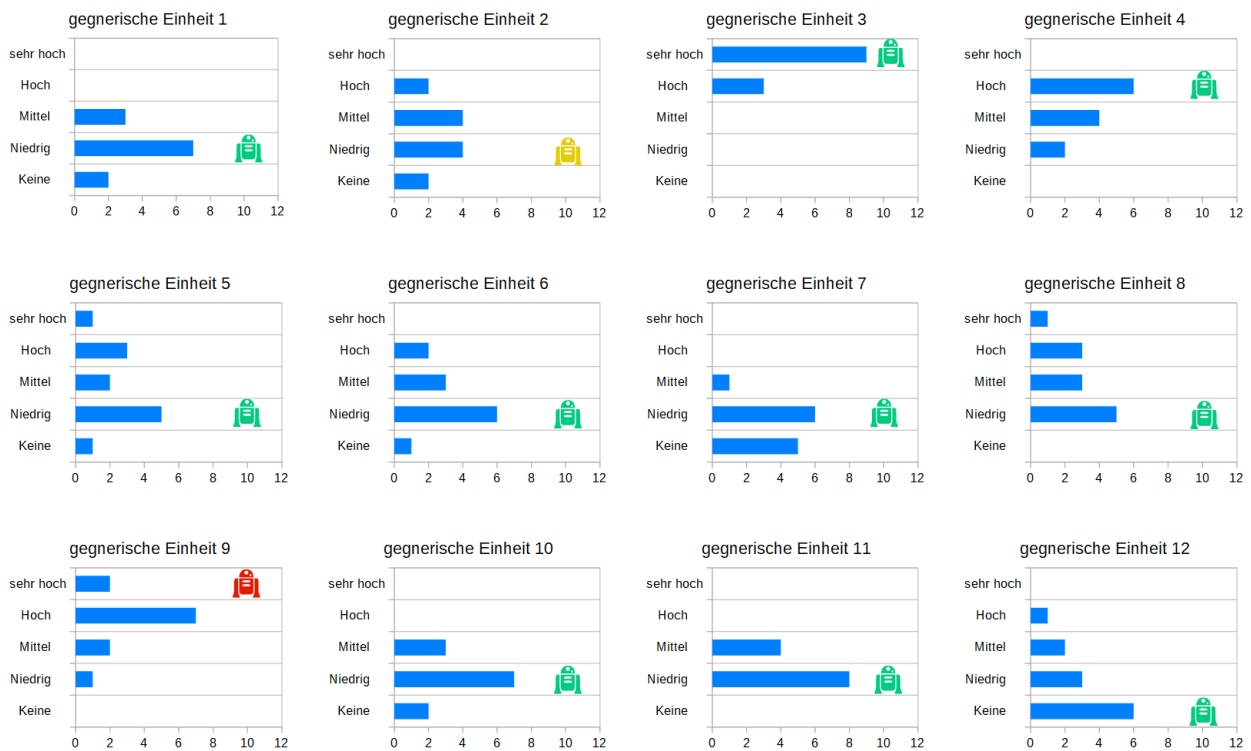 gegnerische Einheit 1
sehr hoch
Hoch
Mittel
Niedrig
Keine
0 2 4 6 8 10 12
gegnerische Einheit 2
Hoch
Mittel
Niedrig
Keine
0 2 4 6 8 10 12
gegnerische Einheit 3
sehr hoch
Hoch
Mittel
Niedrig
Keine
0 2 4 6 8 10 12
gegnerische Einheit 4
Hoch
Mittel
Niedrig
Keine
0 2 4 6 8 10 12
gegnerische Einheit 5
sehr hoch
Hoch
Mittel
Niedrig
Keine
0 2 4 6 8 10 12
gegnerische Einheit 6
Hoch
Mittel
Niedrig
Keine
0 2 4 6 8 10 12
gegnerische Einheit 7
sehr hoch
Hoch
Mittel
Niedrig
Keine
0 2 4 6 8 10 12
gegnerische Einheit 8
sehr hoch
Hoch
Mittel
Niedrig
Keine
0 2 4 6 8 10 12
gegnerische Einheit 9
sehr hoch
Hoch
Mittel
Niedrig
Keine
0 2 4 6 8 10 12
gegnerische Einheit 10
Hoch
Mittel
Niedrig
Keine
0 2 4 6 8 10 12
gegnerische Einheit 11
sehr hoch
Hoch
Mittel
Niedrig
Keine
0 2 4 6 8 10 12
gegnerische Einheit 12
sehr hoch
Hoch
Mittel
Niedrig
Keine
0 2 4 6 8 10 12